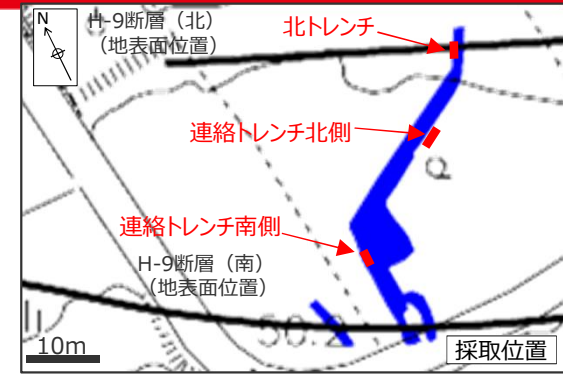 N
H-9断層（北）
（地表面位置）
北トレンチ
連絡トレンチ北側
連絡トレンチ南側
H-9断層（南）
（地表面位置）
10m
採取位置